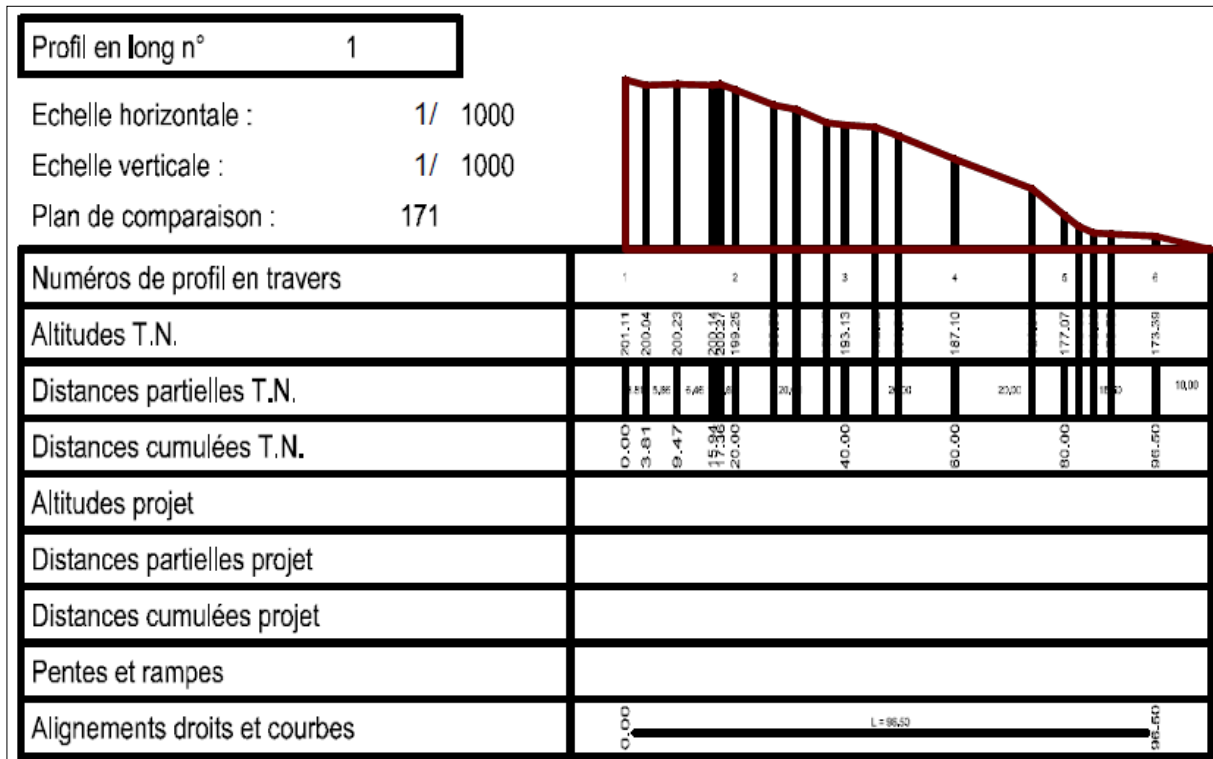 Profil en long n° 1
Echelle horizontale : 1/ 1000
Echelle verticale : 1/ 1000
Plan de comparaison : 171
Numéros de profil en travers 1 2 3 4 5 6
Altitudes T.N. 201.11 200.04 200.23 200.14 200.27 199.25 193.13 187.10 177.07 173.39
Distances partielles T.N. 5,66 6,46 20,00 10,00
Distances cumulées T.N. 0.00 3.81 9.47 15.94 17.36 20.00 40.00 60.00 80.00 96.50
Altitudes projet
Distances partielles projet
Distances cumulées projet
Pentes et rampes
Alignements droits et courbes 0.00 L = 96,50 96.50